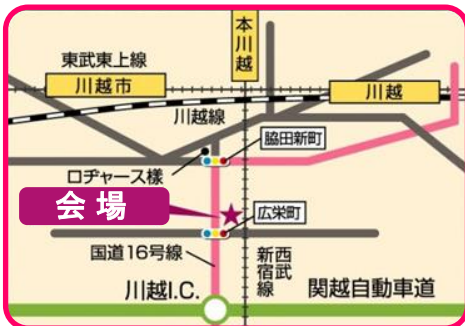 本川越
東武東上線
川越市
川越
川越線
脇田新町
ロヂャース様
会場
広栄町
国道16号線
西武新宿線
川越I.C.
関越自動車道